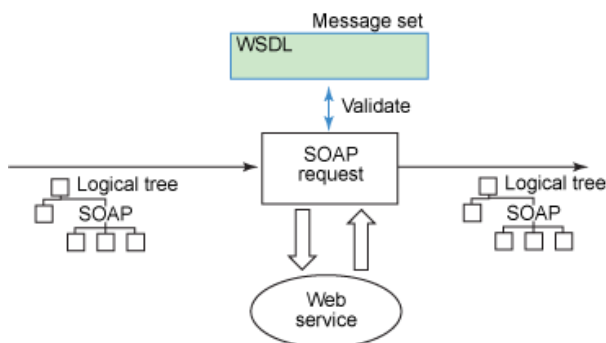 Message set
WSDL
Validate
SOAP
request
Logical tree
SOAP
Logical tree
SOAP
Web
service